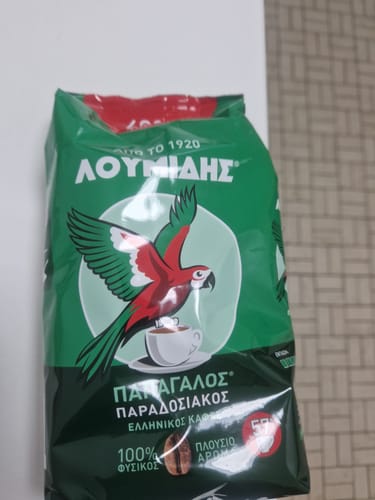 ΑΠΟ ΤΟ 1920
ΛΟΥΜΙΔΗΣ®
ΠΑΠΑΓΑΛΟΣ®
ΠΑΡΑΔΟΣΙΑΚΟΣ
ΕΛΛΗΝΙΚΟΣ ΚΑΦΕΣ
100% ΦΥΣΙΚΟΣ
ΠΛΟΥΣΙΟ ΑΡΩΜΑ